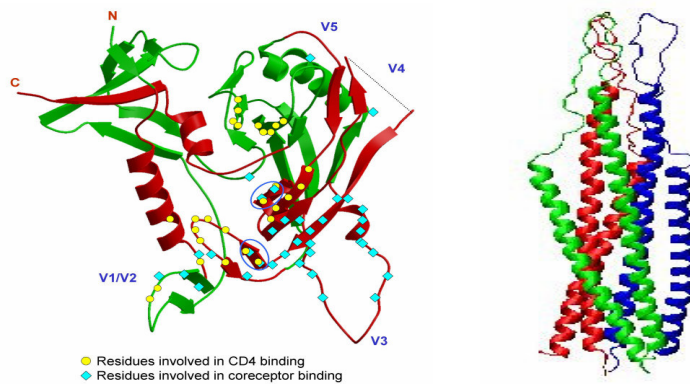 N
V5
V4
C
V1/V2
V3
Residues involved in CD4 binding
Residues involved in coreceptor binding